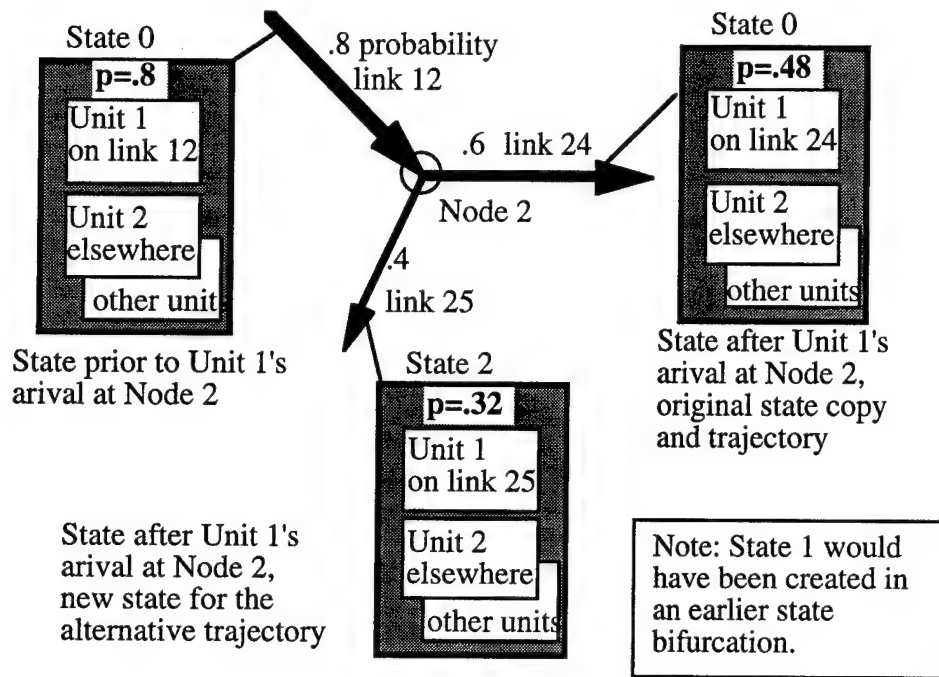 State 0
p=.8
Unit 1
on link 12
Unit 2
elsewhere
other unit
State prior to Unit 1's
arival at Node 2
.8 probability
link 12
.6 link 24
Node 2
.4
link 25
State 0
p=.48
Unit 1
on link 24
Unit 2
elsewhere
other units
State after Unit 1's
arival at Node 2,
original state copy
and trajectory
State 2
p=.32
Unit 1
on link 25
Unit 2
elsewhere
other units
State after Unit 1's
arival at Node 2,
new state for the
alternative trajectory
Note: State 1 would
have been created in
an earlier state
bifurcation.